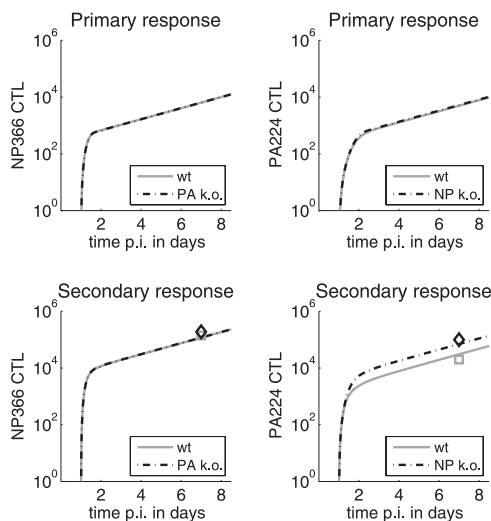 Primary response
10^6
10^4
10^2
10^0
NP366 CTL
wt
PA k.o.
2 4 6 8
time p.i. in days
Primary response
10^6
10^4
10^2
10^0
PA224 CTL
wt
NP k.o.
2 4 6 8
time p.i. in days
Secondary response
10^6
10^4
10^2
10^0
NP366 CTL
wt
PA k.o.
2 4 6 8
time p.i. in days
Secondary response
10^6
10^4
10^2
10^0
PA224 CTL
wt
NP k.o.
2 4 6 8
time p.i. in days